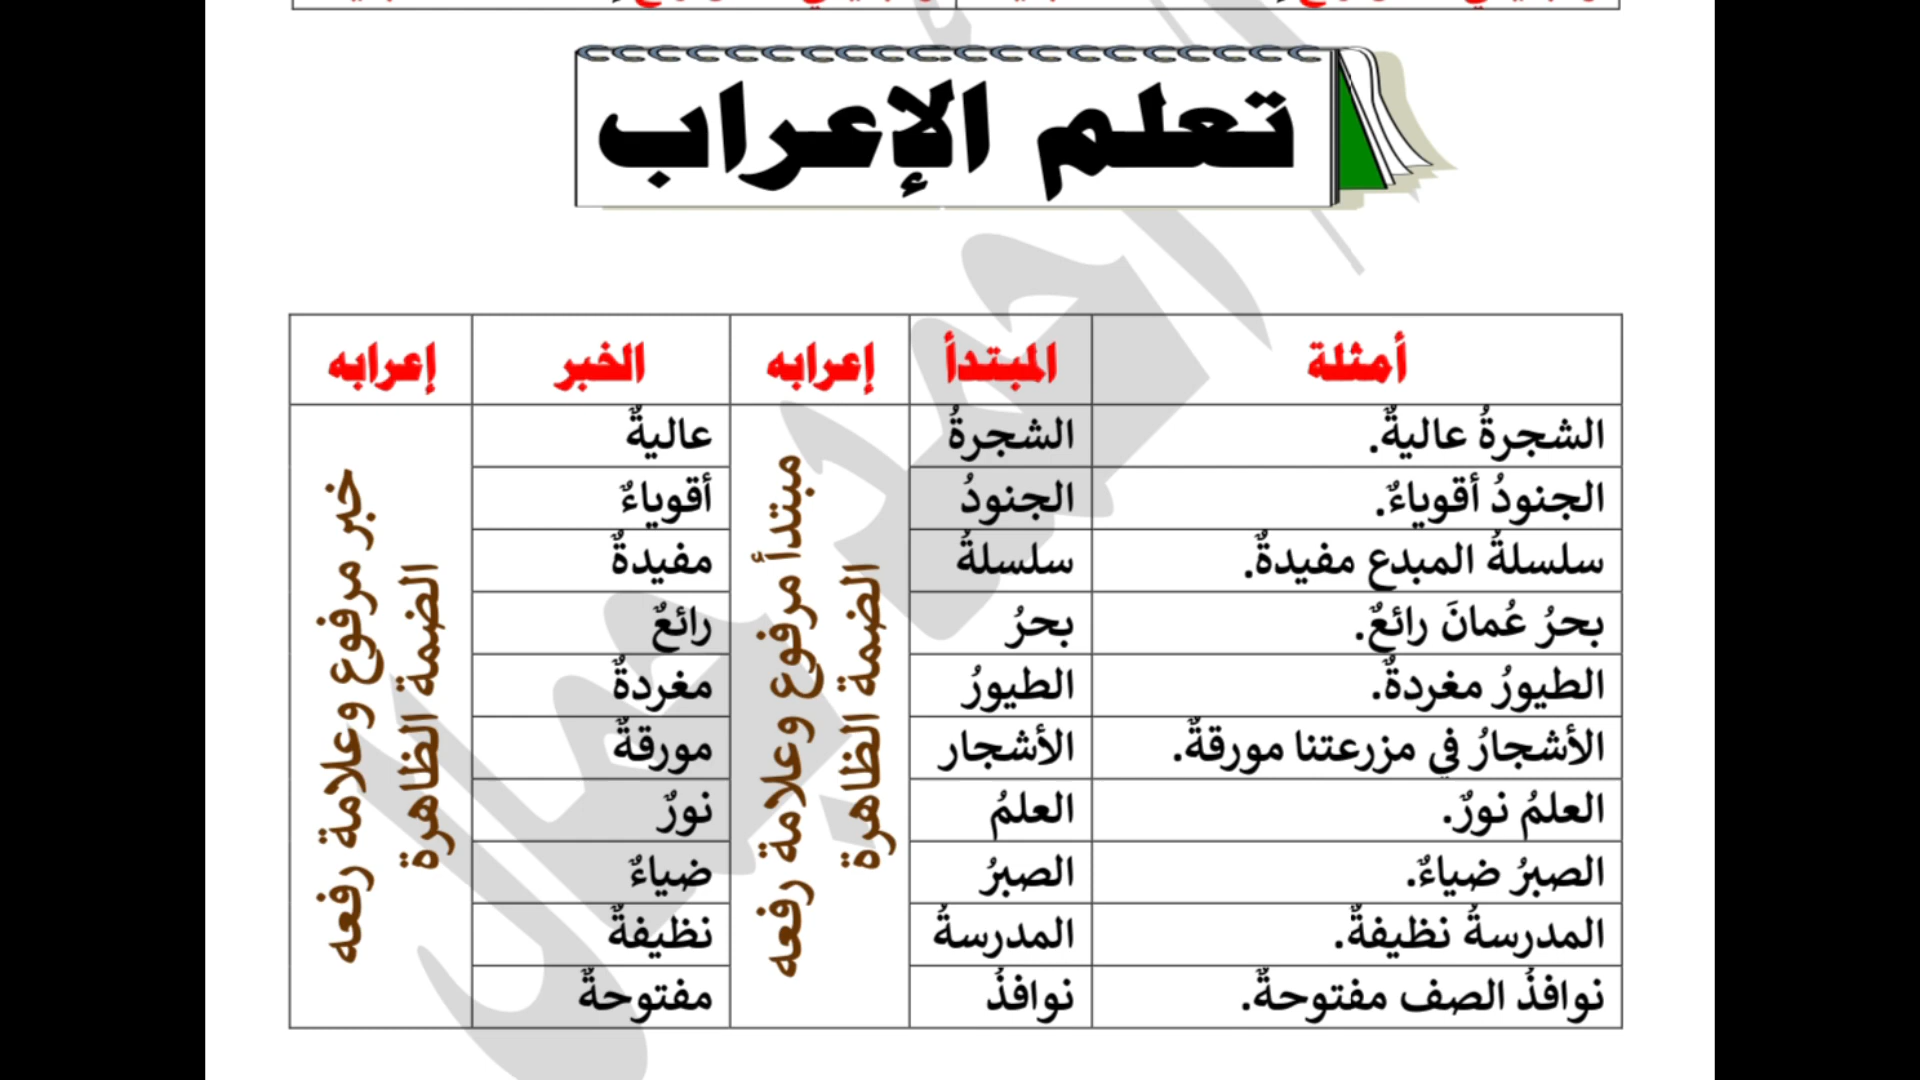 تعلم الإعراب
أمثلة المبتدأ إعرابه الخبر إعرابه
الشجرةُ عاليةٌ. الشجرةُ عاليةٌ
الجنودُ أقوياءٌ. الجنودُ أقوياءٌ
سلسلةُ المبدع مفيدةٌ. سلسلةُ مفيدةٌ
بحرُ عُمانَ رائعٌ. بحرُ رائعٌ
الطيورُ مغردةٌ. الطيورُ مغردةٌ
الأشجارُ في مزرعتنا مورقةٌ. الأشجار مورقةٌ
العلمُ نورٌ. العلمُ نورٌ
الصبرُ ضياءٌ. الصبرُ ضياءٌ
المدرسةُ نظيفةٌ. المدرسةُ نظيفةٌ
نوافذُ الصف مفتوحةٌ. نوافذُ مفتوحةٌ
مبتدأ مرفوع وعلامة رفعه
الضمة الظاهرة
خبر مرفوع وعلامة رفعه
الضمة الظاهرة